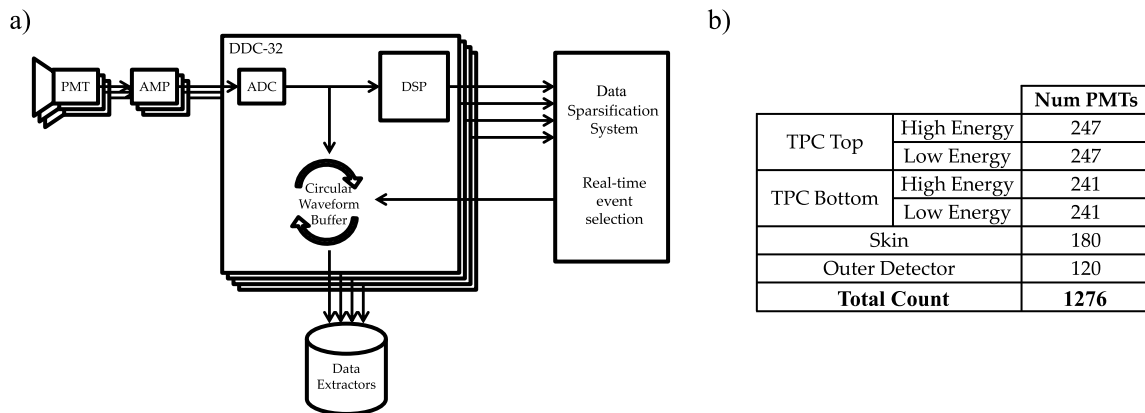 a)
DDC-32
PMT
AMP
ADC
DSP
Circular
Waveform
Buffer
Data
Sparsification
System
Real-time
event
selection
Data
Extractors
b)
Num PMTs
TPC Top High Energy 247
Low Energy 247
TPC Bottom High Energy 241
Low Energy 241
Skin 180
Outer Detector 120
Total Count 1276